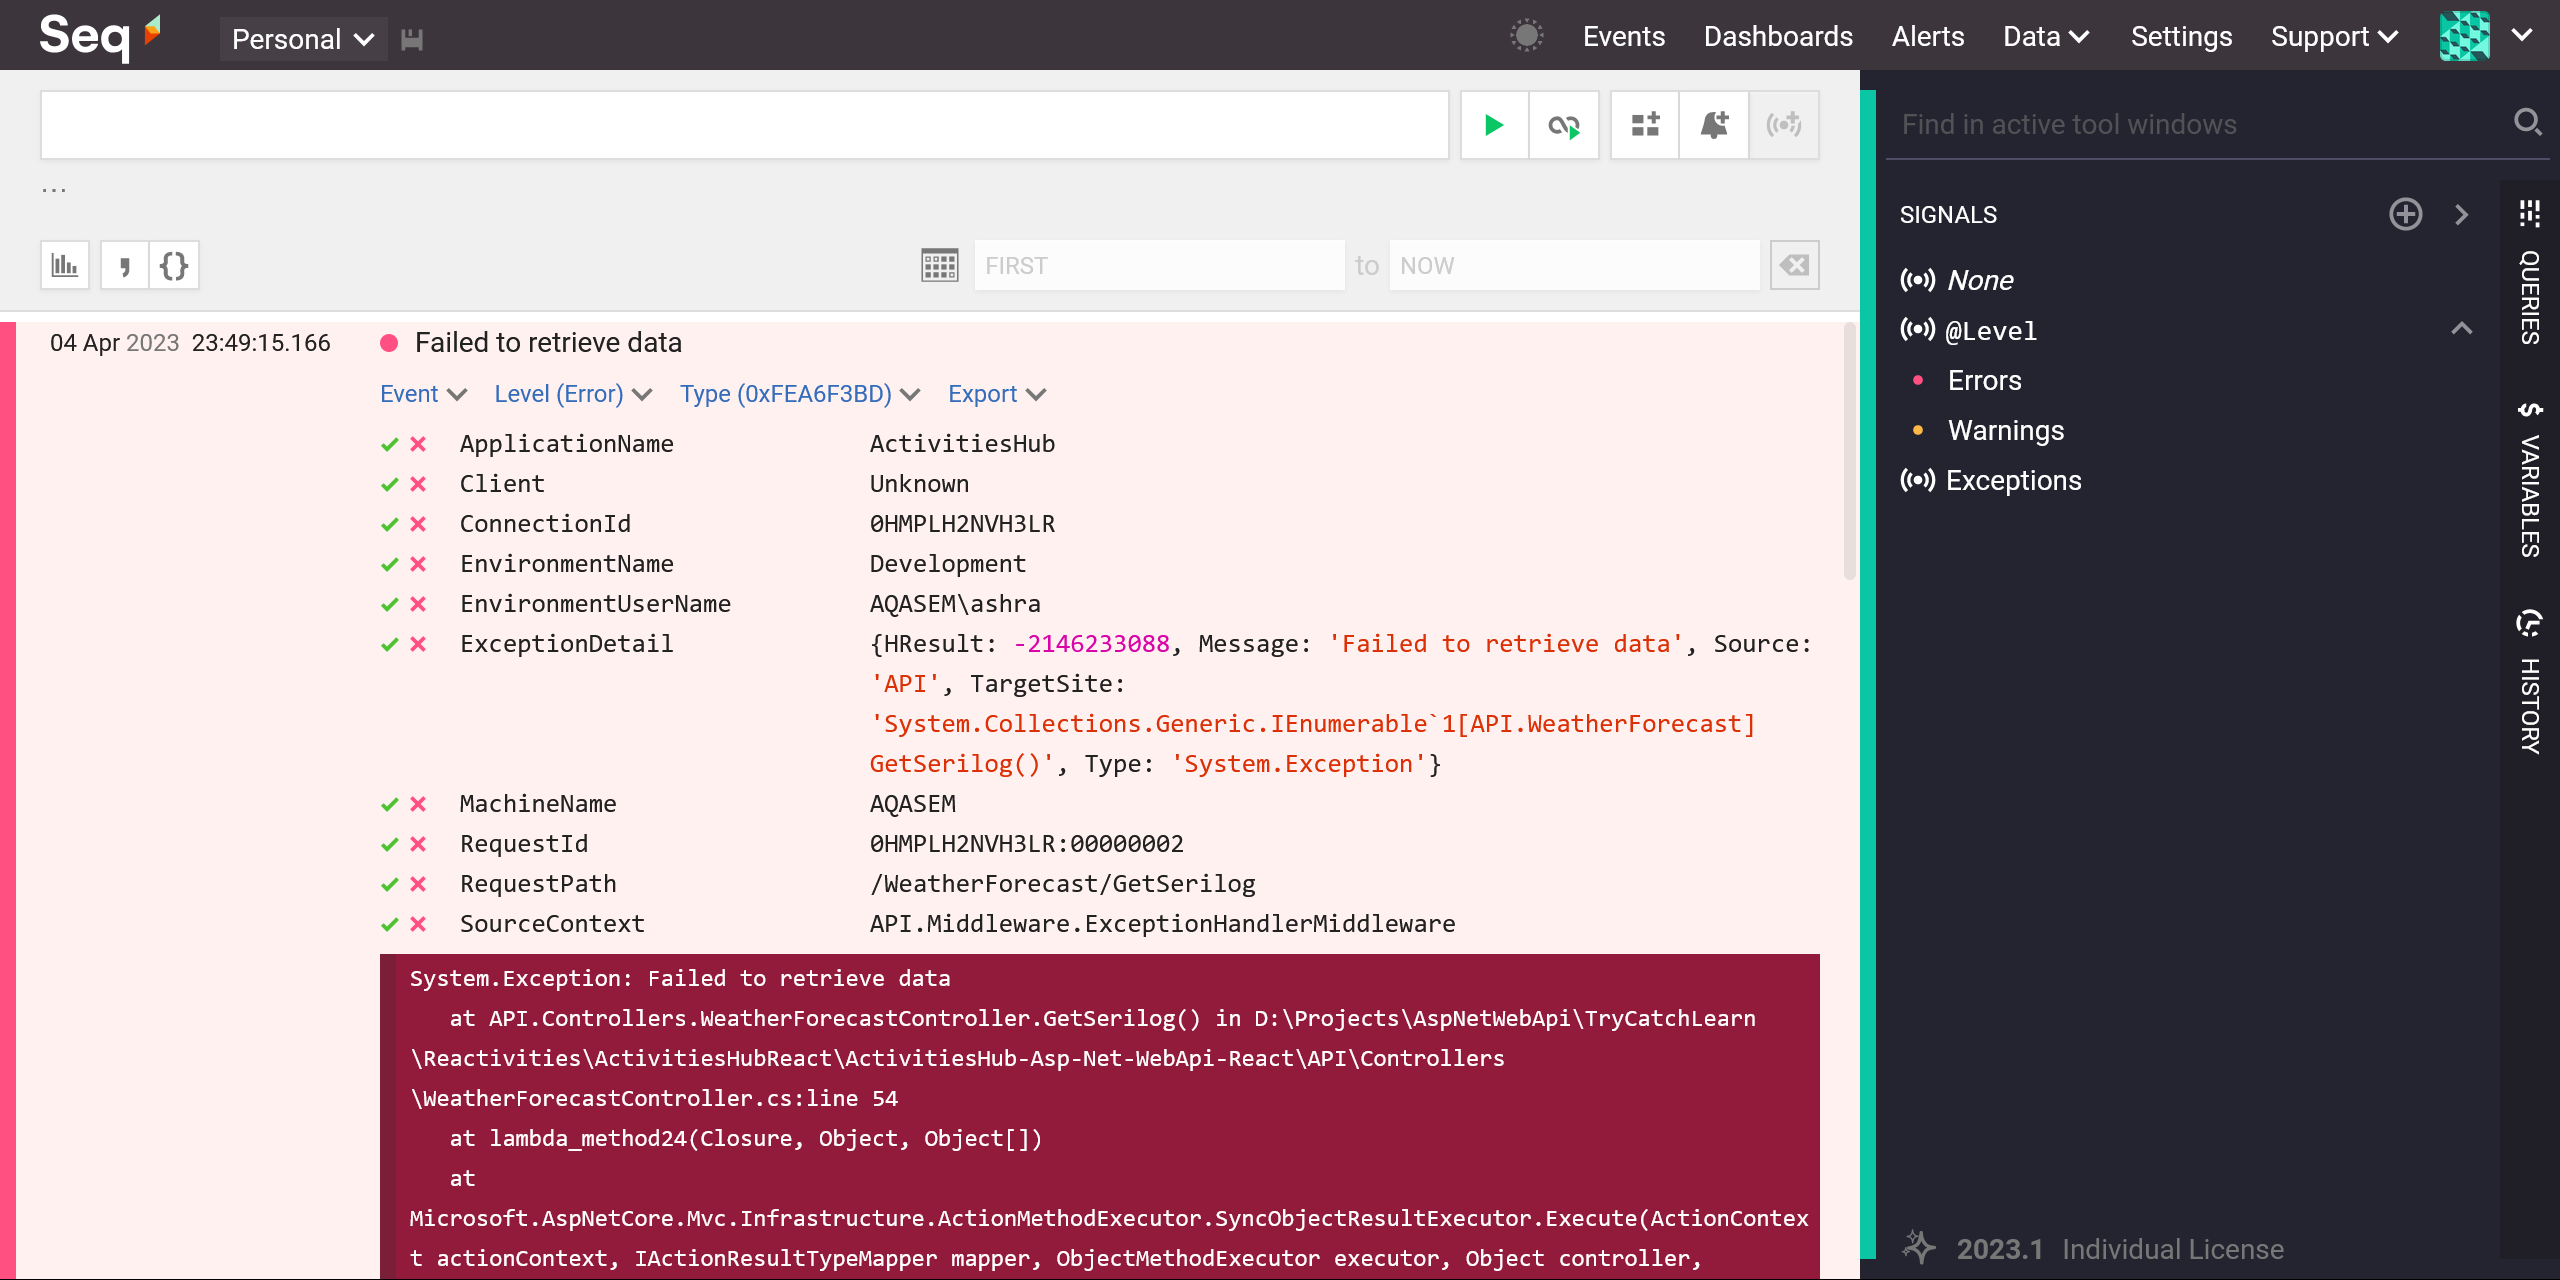 Seq
Personal
Events Dashboards Alerts Data Settings Support
Find in active tool windows
...
FIRST to NOW
SIGNALS
None
@Level
Errors
Warnings
Exceptions
QUERIES
VARIABLES
HISTORY
04 Apr 2023 23:49:15.166 Failed to retrieve data
Event Level (Error) Type (0xFEA6F3BD) Export
ApplicationName ActivitiesHub
Client Unknown
ConnectionId 0HMPLH2NVH3LR
EnvironmentName Development
EnvironmentUserName AQASEM\ashra
ExceptionDetail {HResult: -2146233088, Message: 'Failed to retrieve data', Source:
'API', TargetSite:
'System.Collections.Generic.IEnumerable`1[API.WeatherForecast]
GetSerilog()', Type: 'System.Exception'}
MachineName AQASEM
RequestId 0HMPLH2NVH3LR:00000002
RequestPath /WeatherForecast/GetSerilog
SourceContext API.Middleware.ExceptionHandlerMiddleware
System.Exception: Failed to retrieve data
at API.Controllers.WeatherForecastController.GetSerilog() in D:\Projects\AspNetWebApi\TryCatchLearn
\Reactivities\ActivitiesHubReact\ActivitiesHub-Asp-Net-WebApi-React\API\Controllers
\WeatherForecastController.cs:line 54
at lambda_method24(Closure, Object, Object[])
at
Microsoft.AspNetCore.Mvc.Infrastructure.ActionMethodExecutor.SyncObjectResultExecutor.Execute(ActionContex
t actionContext, IActionResultTypeMapper mapper, ObjectMethodExecutor executor, Object controller,
2023.1 Individual License